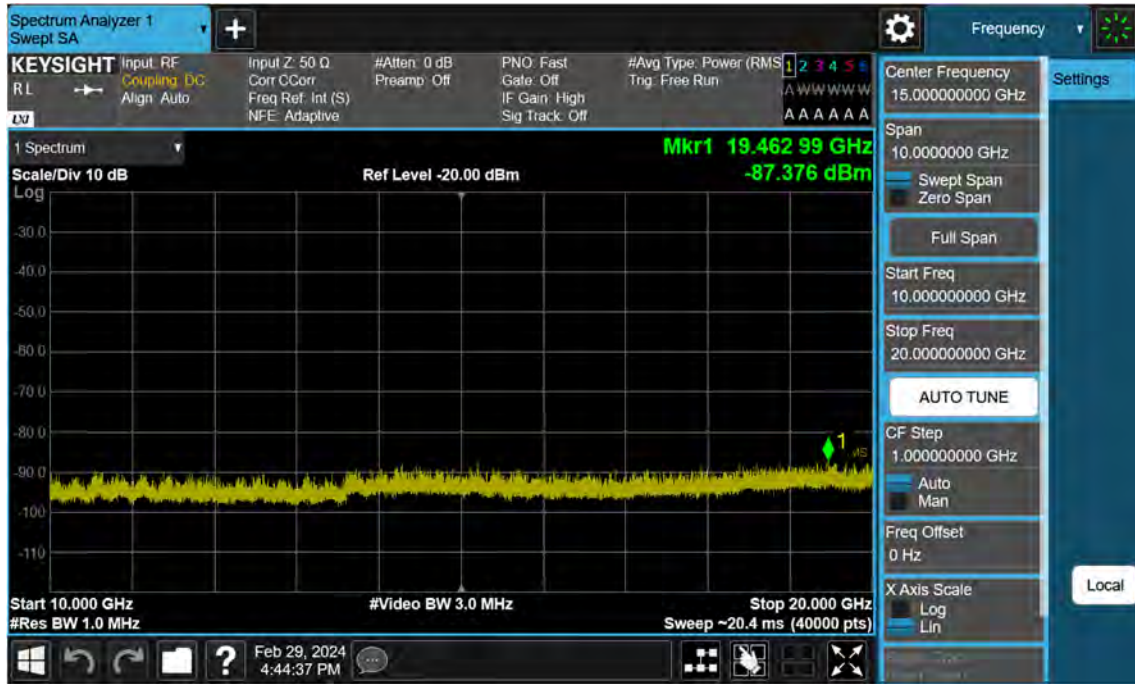 Spectrum Analyzer 1
Swept SA
Frequency
KEYSIGHT
R L
LXI
Input: RF
Coupling: DC
Align: Auto
Input Z: 50 Ω
Corr CCorr
Freq Ref: Int (S)
NFE: Adaptive
#Atten: 0 dB
Preamp: Off
PNO: Fast
Gate: Off
IF Gain: High
Sig Track: Off
#Avg Type: Power (RMS
Trig: Free Run
1 2 3 4 5 6
A W W W W W
A A A A A A
1 Spectrum
Scale/Div 10 dB
Ref Level -20.00 dBm
Mkr1 19.462 99 GHz
-87.376 dBm
Log
-30.0
-40.0
-50.0
-60.0
-70.0
-80.0
-90.0
-100
-110
1
Start 10.000 GHz
#Res BW 1.0 MHz
#Video BW 3.0 MHz
Stop 20.000 GHz
Sweep ~20.4 ms (40000 pts)
Center Frequency
15.000000000 GHz
Span
10.0000000 GHz
Swept Span
Zero Span
Full Span
Start Freq
10.000000000 GHz
Stop Freq
20.000000000 GHz
AUTO TUNE
CF Step
1.000000000 GHz
Auto
Man
Freq Offset
0 Hz
X Axis Scale
Log
Lin
Settings
Local
?
Feb 29, 2024
4:44:37 PM